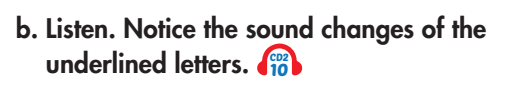 b. Listen. Notice the sound changes of the
underlined letters. CD2 10